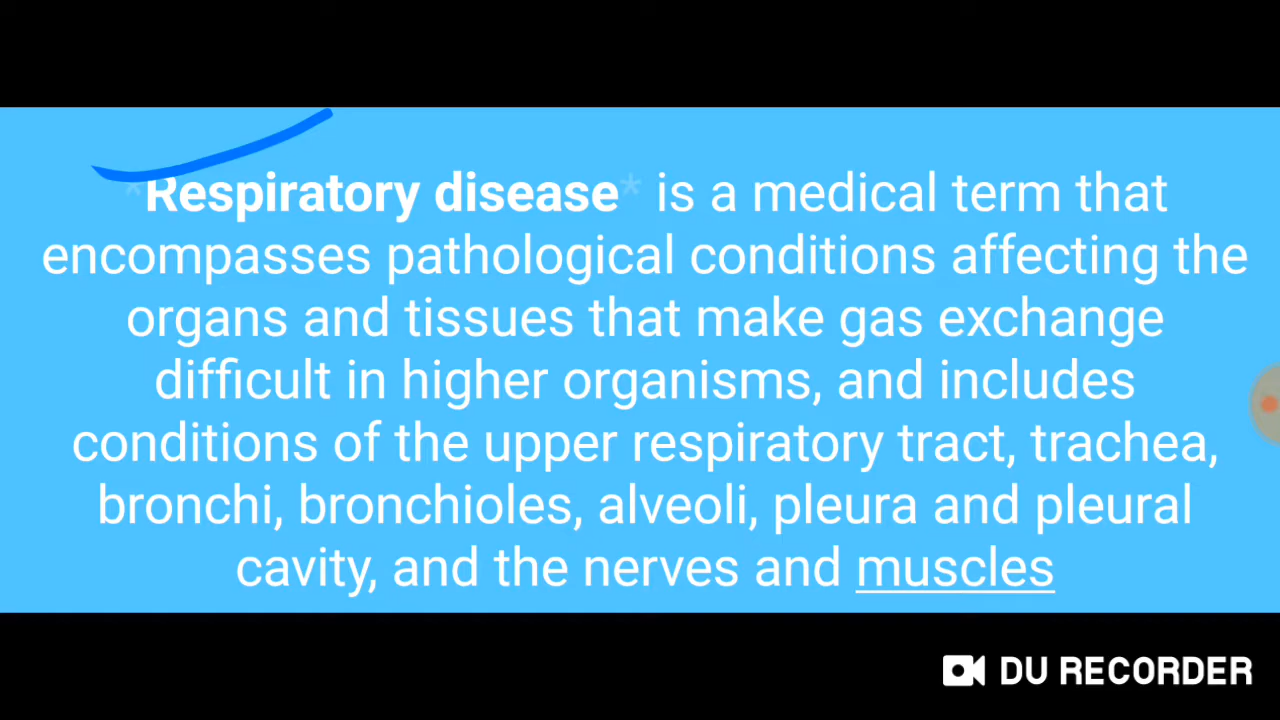 *Respiratory disease* is a medical term that
encompasses pathological conditions affecting the
organs and tissues that make gas exchange
difficult in higher organisms, and includes
conditions of the upper respiratory tract, trachea,
bronchi, bronchioles, alveoli, pleura and pleural
cavity, and the nerves and muscles
DU RECORDER